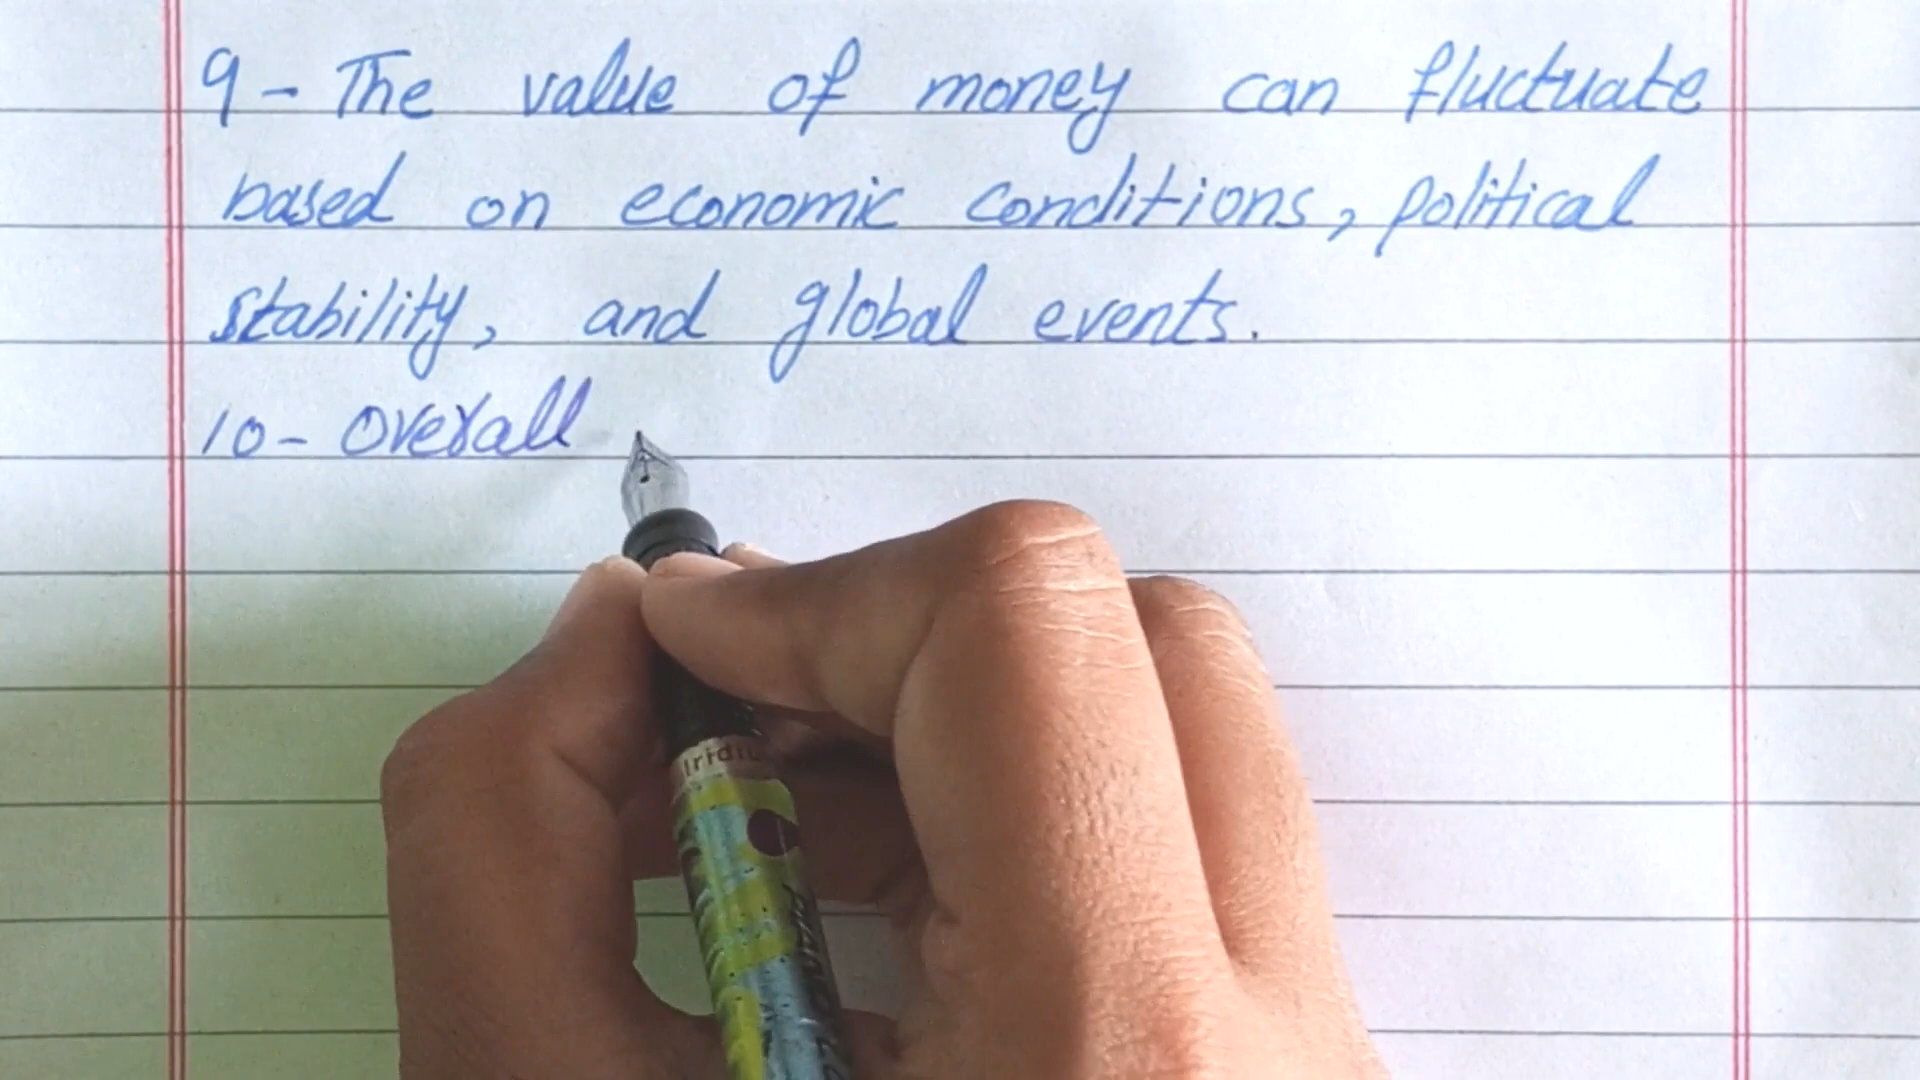 9- The value of money can fluctuate
based on economic conditions, political
stability, and global events.
10- Overall